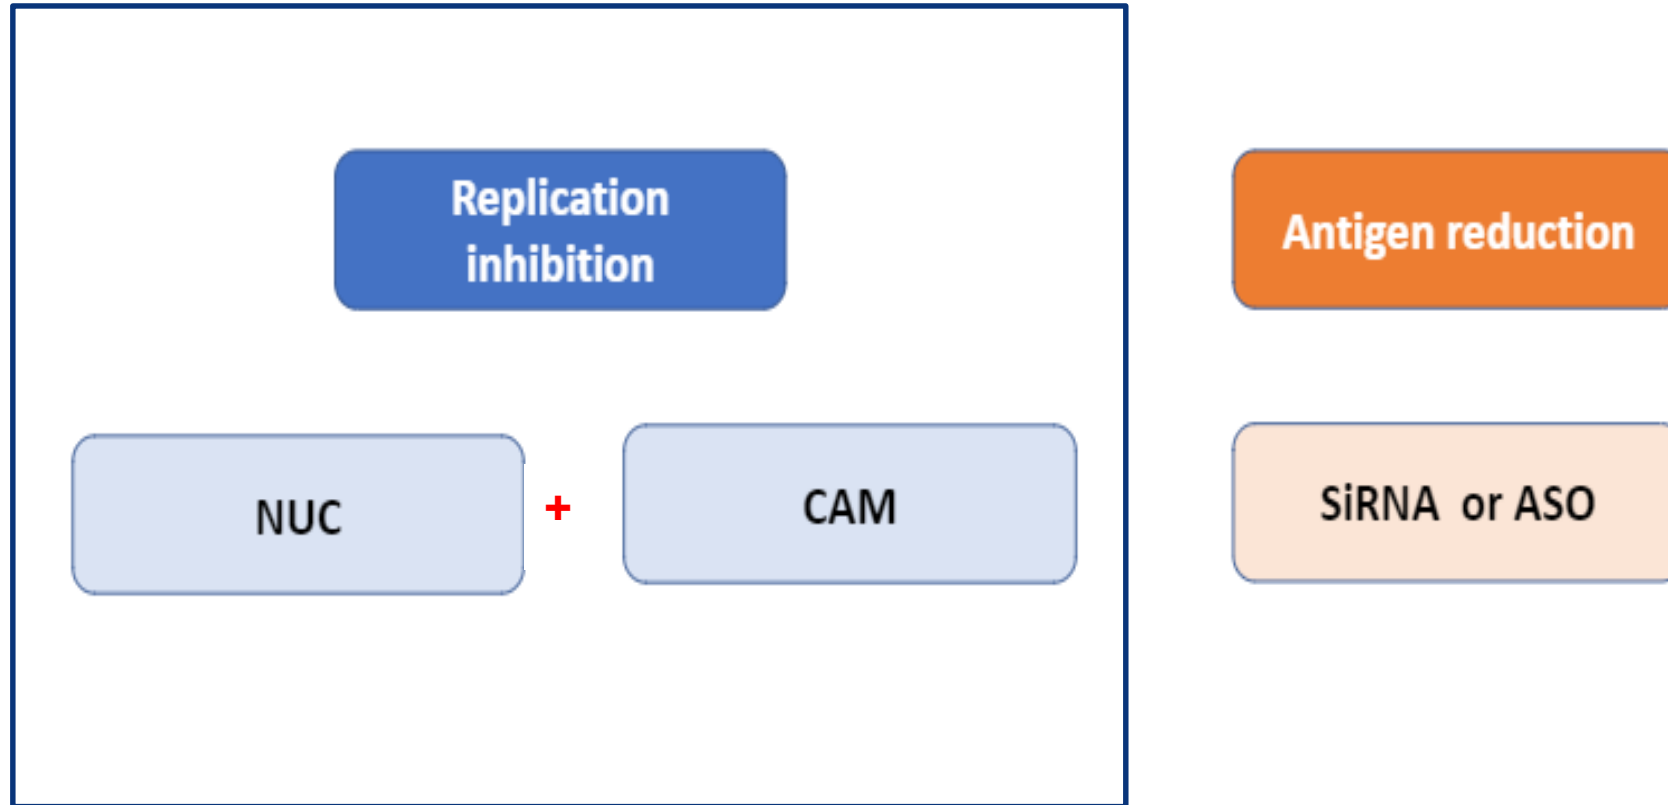 Replication
inhibition
Antigen reduction
NUC
+
CAM
SiRNA or ASO